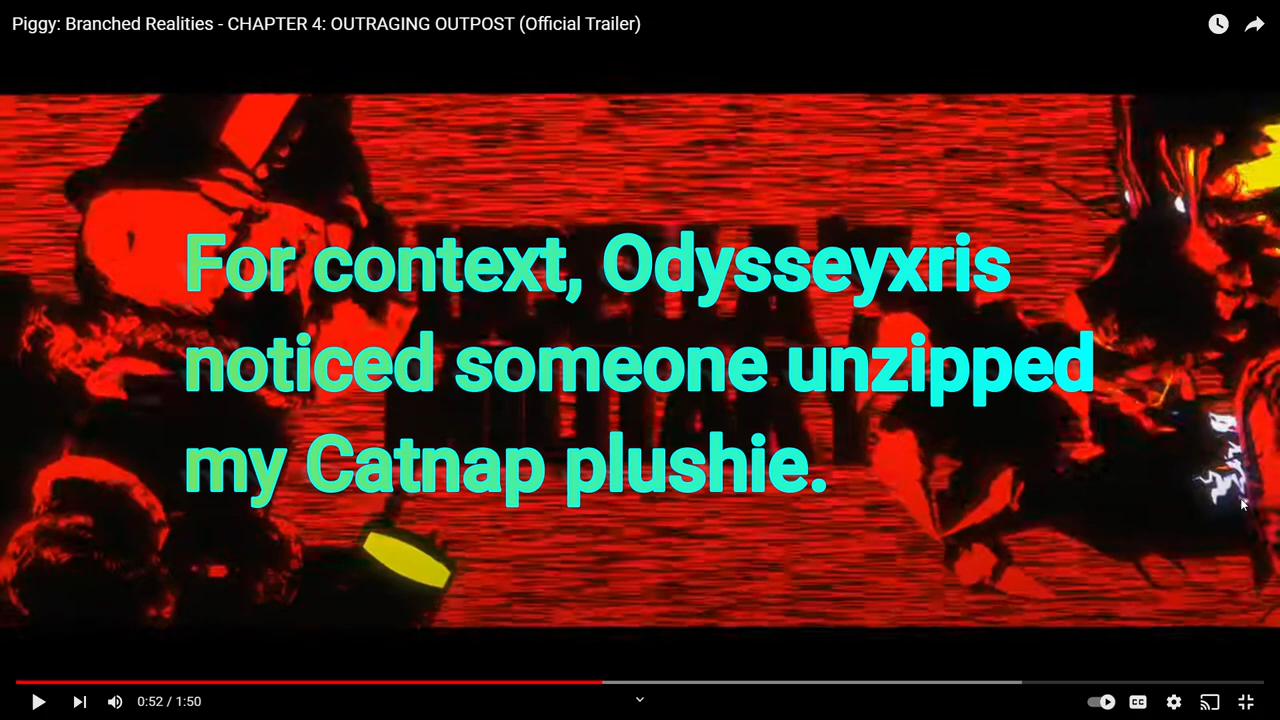 Piggy: Branched Realities - CHAPTER 4: OUTRAGING OUTPOST (Official Trailer)
For context, Odysseyxris
noticed someone unzipped
my Catnap plushie.
0:52 / 1:50
CC